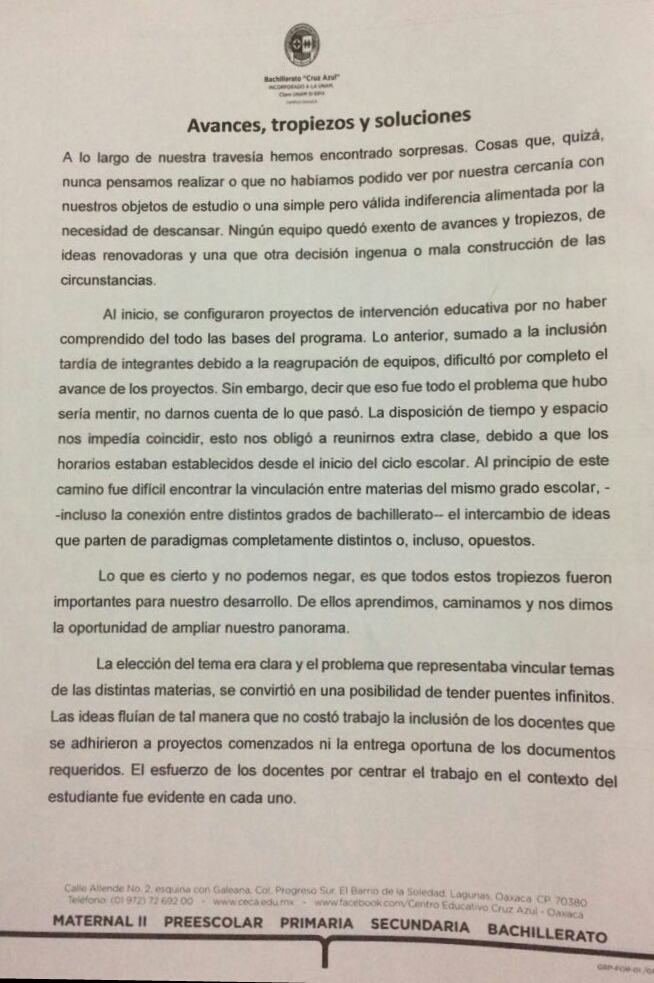 Bachillerato "Cruz Azul"
INCORPORADO A LA UNAM
Clave UNAM
Avances, tropiezos y soluciones
A lo largo de nuestra travesía hemos encontrado sorpresas. Cosas que, quizá,
nunca pensamos realizar o que no habíamos podido ver por nuestra cercanía con
nuestros objetos de estudio o una simple pero válida indiferencia alimentada por la
necesidad de descansar. Ningún equipo quedó exento de avances y tropiezos, de
ideas renovadoras y una que otra decisión ingenua o mala construcción de las
circunstancias.
Al inicio, se configuraron proyectos de intervención educativa por no haber
comprendido del todo las bases del programa. Lo anterior, sumado a la inclusión
tardía de integrantes debido a la reagrupación de equipos, dificultó por completo el
avance de los proyectos. Sin embargo, decir que eso fue todo el problema que hubo
sería mentir, no darnos cuenta de lo que pasó. La disposición de tiempo y espacio
nos impedía coincidir, esto nos obligó a reunirnos extra clase, debido a que los
horarios estaban establecidos desde el inicio del ciclo escolar. Al principio de este
camino fue difícil encontrar la vinculación entre materias del mismo grado escolar, -
-incluso la conexión entre distintos grados de bachillerato-- el intercambio de ideas
que parten de paradigmas completamente distintos o, incluso, opuestos.
Lo que es cierto y no podemos negar, es que todos estos tropiezos fueron
importantes para nuestro desarrollo. De ellos aprendimos, caminamos y nos dimos
la oportunidad de ampliar nuestro panorama.
La elección del tema era clara y el problema que representaba vincular temas
de las distintas materias, se convirtió en una posibilidad de tender puentes infinitos.
Las ideas fluían de tal manera que no costó trabajo la inclusión de los docentes que
se adhirieron a proyectos comenzados ni la entrega oportuna de los documentos
requeridos. El esfuerzo de los docentes por centrar el trabajo en el contexto del
estudiante fue evidente en cada uno.
Calle Allende No. 2, esquina con Galeana, Col. Progreso Sur, El Barrio de la Soledad, Lagunas, Oaxaca CP. 70380
Teléfono: (01 972) 72 692 00 - www.ceca.edu.mx - www.facebook.com/Centro Educativo Cruz Azul - Oaxaca
MATERNAL II PREESCOLAR PRIMARIA SECUNDARIA BACHILLERATO